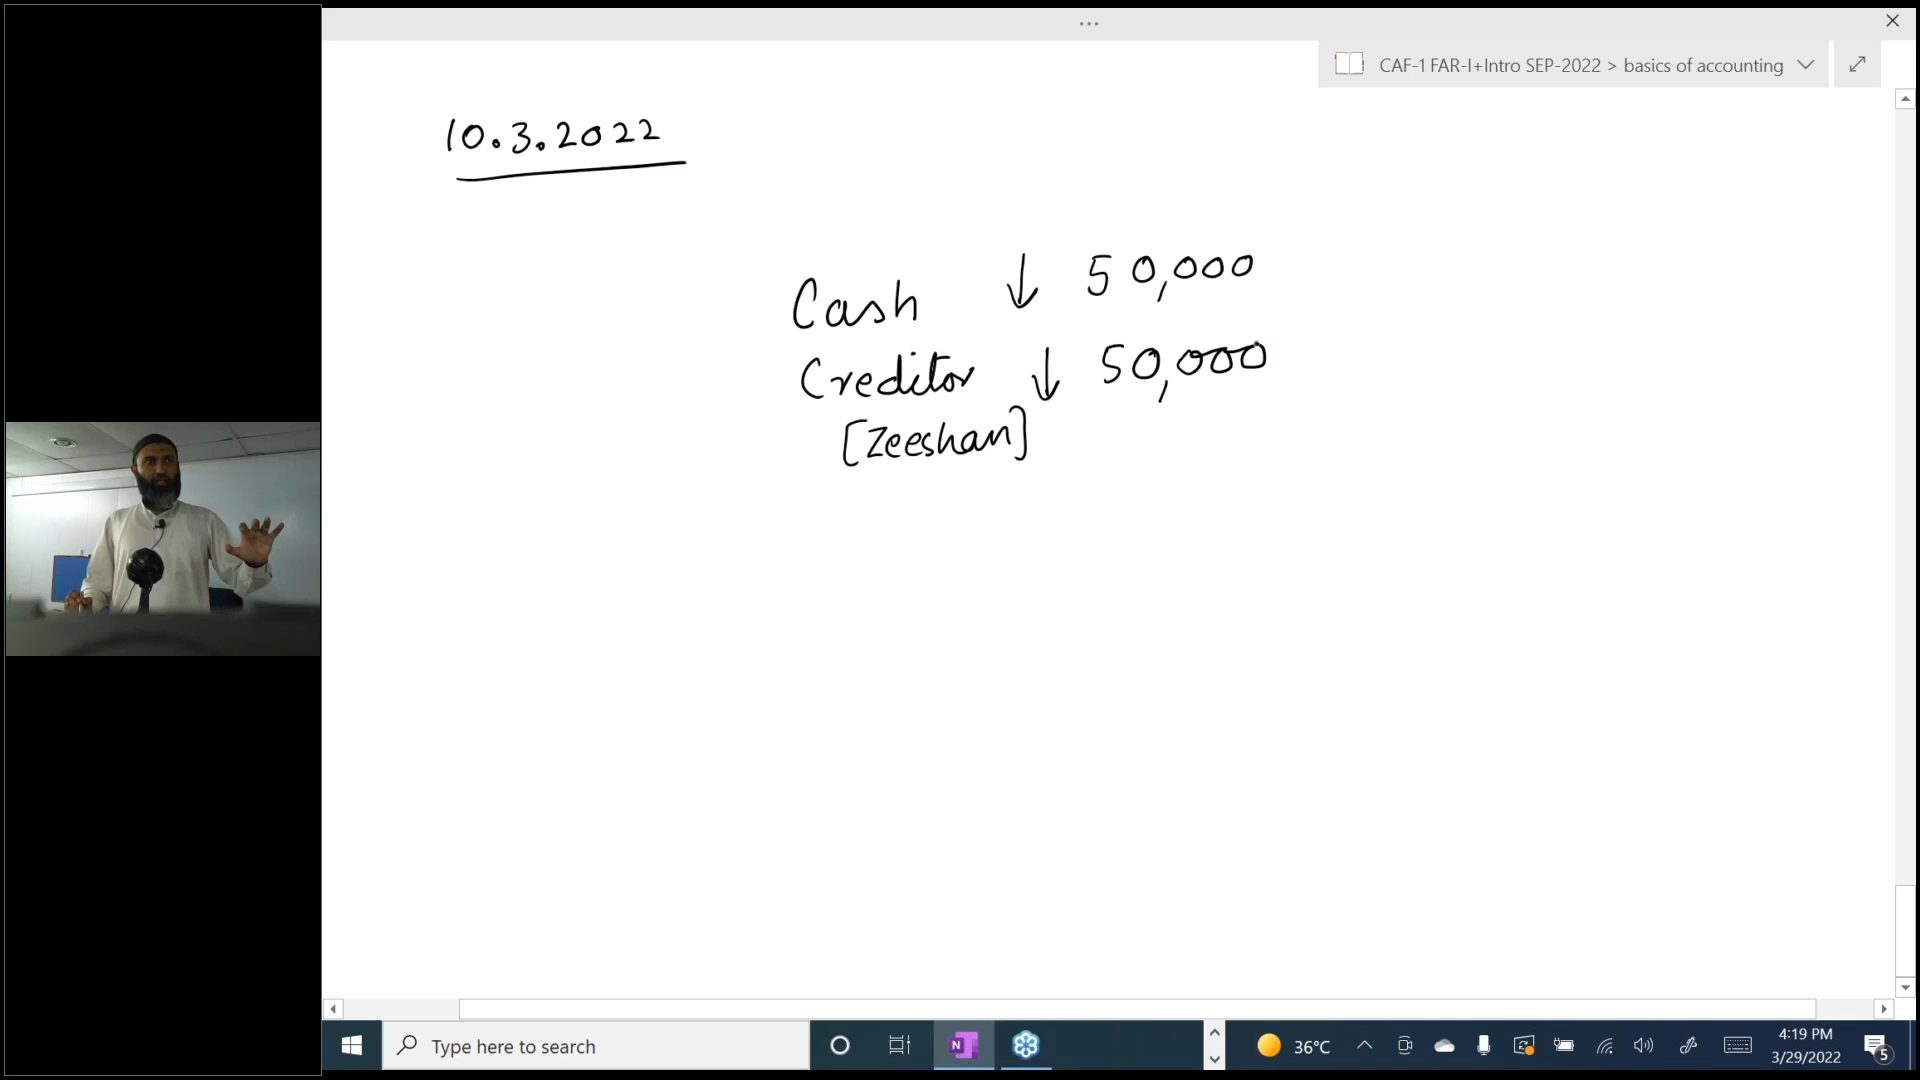 ...
CAF-1 FAR-I+Intro SEP-2022 > basics of accounting
10.3.2022
Cash ↓ 50,000
Creditor ↓ 50,000
[Zeeshan]
Type here to search
N
36°C
4:19 PM
3/29/2022
5